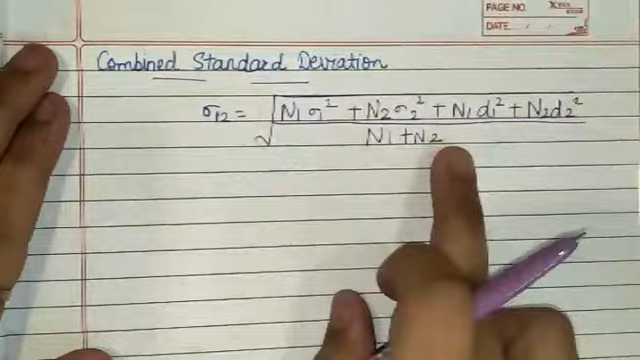 PAGE NO
DATE
Combined Standard Deviation
σ12 = √ N1σ1² + N2σ2² + N1d1² + N2d2²
N1+N2